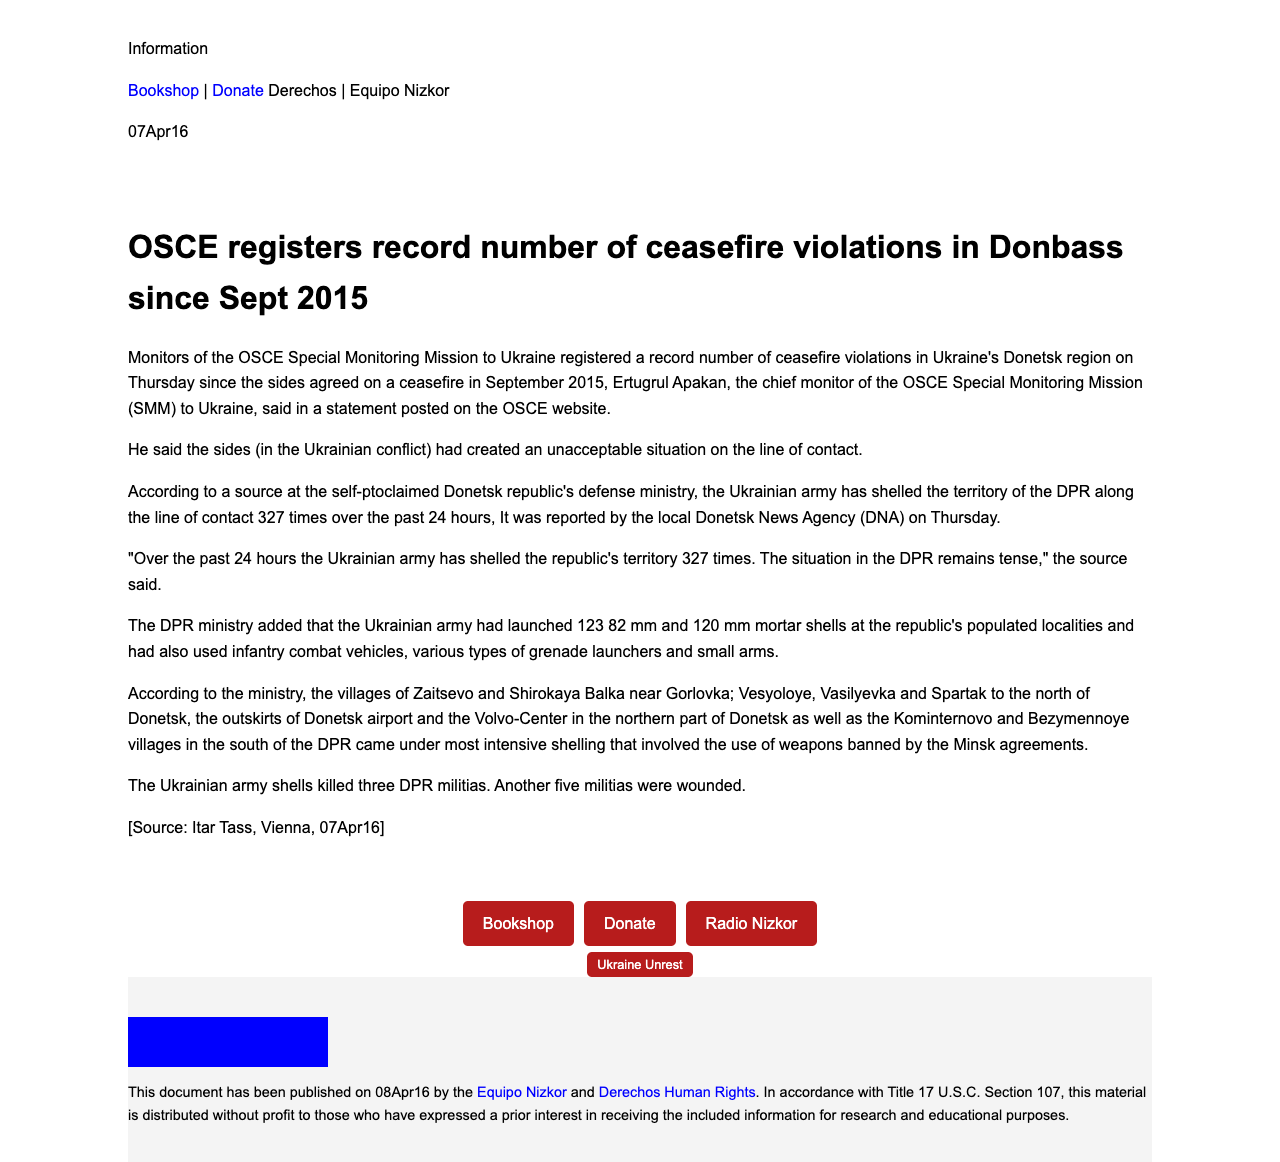 Information
Bookshop | Donate Derechos | Equipo Nizkor
07Apr16
OSCE registers record number of ceasefire violations in Donbass
since Sept 2015
Monitors of the OSCE Special Monitoring Mission to Ukraine registered a record number of ceasefire violations in Ukraine's Donetsk region on
Thursday since the sides agreed on a ceasefire in September 2015, Ertugrul Apakan, the chief monitor of the OSCE Special Monitoring Mission
(SMM) to Ukraine, said in a statement posted on the OSCE website.
He said the sides (in the Ukrainian conflict) had created an unacceptable situation on the line of contact.
According to a source at the self-ptoclaimed Donetsk republic's defense ministry, the Ukrainian army has shelled the territory of the DPR along
the line of contact 327 times over the past 24 hours, It was reported by the local Donetsk News Agency (DNA) on Thursday.
"Over the past 24 hours the Ukrainian army has shelled the republic's territory 327 times. The situation in the DPR remains tense," the source
said.
The DPR ministry added that the Ukrainian army had launched 123 82 mm and 120 mm mortar shells at the republic's populated localities and
had also used infantry combat vehicles, various types of grenade launchers and small arms.
According to the ministry, the villages of Zaitsevo and Shirokaya Balka near Gorlovka; Vesyoloye, Vasilyevka and Spartak to the north of
Donetsk, the outskirts of Donetsk airport and the Volvo-Center in the northern part of Donetsk as well as the Kominternovo and Bezymennoye
villages in the south of the DPR came under most intensive shelling that involved the use of weapons banned by the Minsk agreements.
The Ukrainian army shells killed three DPR militias. Another five militias were wounded.
[Source: Itar Tass, Vienna, 07Apr16]
Bookshop Donate Radio Nizkor
Ukraine Unrest
This document has been published on 08Apr16 by the Equipo Nizkor and Derechos Human Rights. In accordance with Title 17 U.S.C. Section 107, this material
is distributed without profit to those who have expressed a prior interest in receiving the included information for research and educational purposes.